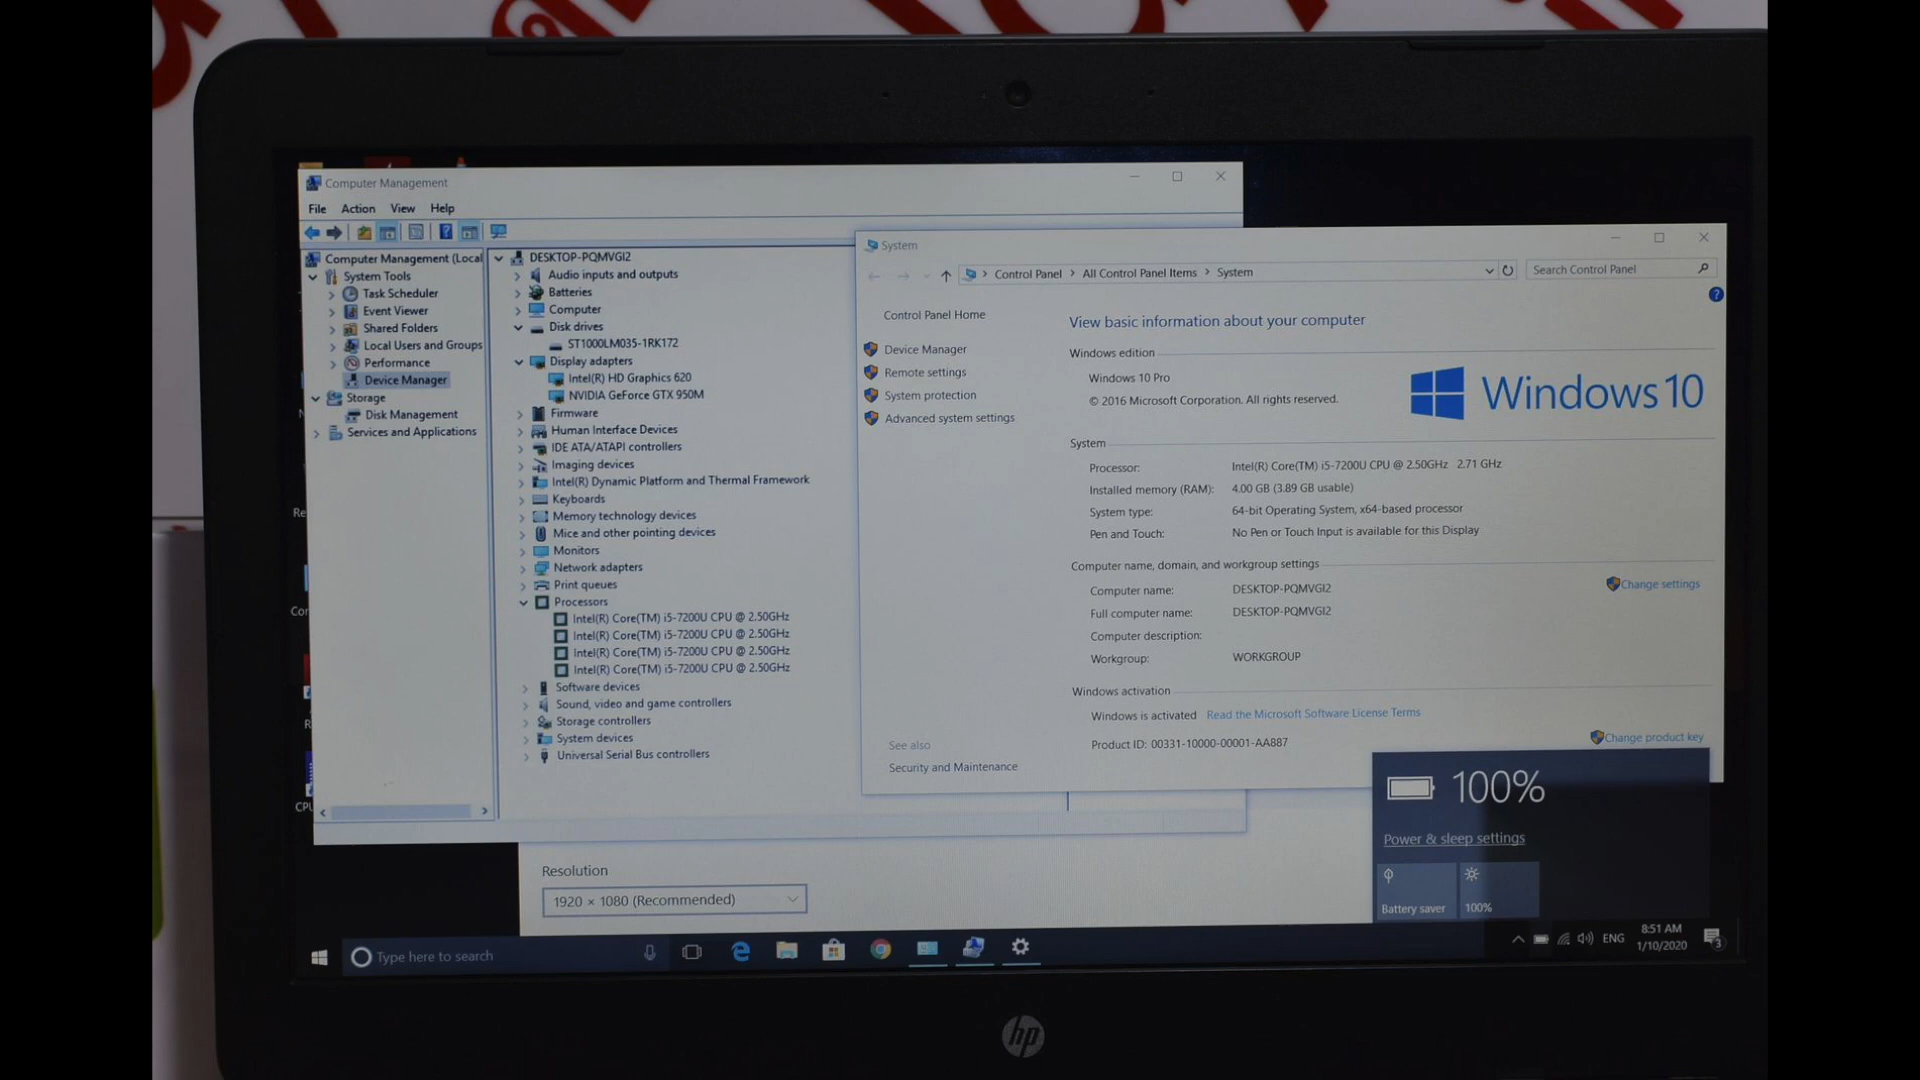 Computer Management
File Action View Help
Computer Management (Local
System Tools
Task Scheduler
Event Viewer
Shared Folders
Local Users and Groups
Performance
Device Manager
Storage
Disk Management
Services and Applications
DESKTOP-PQMVGI2
Audio inputs and outputs
Batteries
Computer
Disk drives
ST1000LM035-1RK172
Display adapters
Intel(R) HD Graphics 620
NVIDIA GeForce GTX 950M
Firmware
Human Interface Devices
IDE ATA/ATAPI controllers
Imaging devices
Intel(R) Dynamic Platform and Thermal Framework
Keyboards
Memory technology devices
Mice and other pointing devices
Monitors
Network adapters
Print queues
Processors
Intel(R) Core(TM) i5-7200U CPU @ 2.50GHz
Intel(R) Core(TM) i5-7200U CPU @ 2.50GHz
Intel(R) Core(TM) i5-7200U CPU @ 2.50GHz
Intel(R) Core(TM) i5-7200U CPU @ 2.50GHz
Software devices
Sound, video and game controllers
Storage controllers
System devices
Universal Serial Bus controllers
System
Control Panel > All Control Panel Items > System
Search Control Panel
Control Panel Home
Device Manager
Remote settings
System protection
Advanced system settings
See also
Security and Maintenance
View basic information about your computer
Windows edition
Windows 10 Pro
© 2016 Microsoft Corporation. All rights reserved.
Windows 10
System
Processor: Intel(R) Core(TM) i5-7200U CPU @ 2.50GHz 2.71 GHz
Installed memory (RAM): 4.00 GB (3.89 GB usable)
System type: 64-bit Operating System, x64-based processor
Pen and Touch: No Pen or Touch Input is available for this Display
Computer name, domain, and workgroup settings
Computer name: DESKTOP-PQMVGI2
Change settings
Full computer name: DESKTOP-PQMVGI2
Computer description:
Workgroup: WORKGROUP
Windows activation
Windows is activated Read the Microsoft Software License Terms
Product ID: 00331-10000-00001-AA887
Change product key
100%
Power & sleep settings
Battery saver
100%
Resolution
1920 × 1080 (Recommended)
Type here to search
ENG
8:51 AM
1/10/2020
3
hp